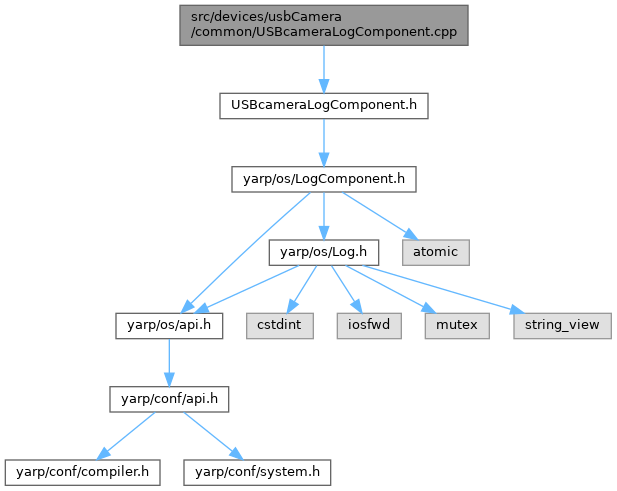 src/devices/usbCamera
/common/USBcameraLogComponent.cpp
USBcameraLogComponent.h
yarp/os/LogComponent.h
yarp/os/Log.h
atomic
yarp/os/api.h
cstdint
iosfwd
mutex
string_view
yarp/conf/api.h
yarp/conf/compiler.h
yarp/conf/system.h